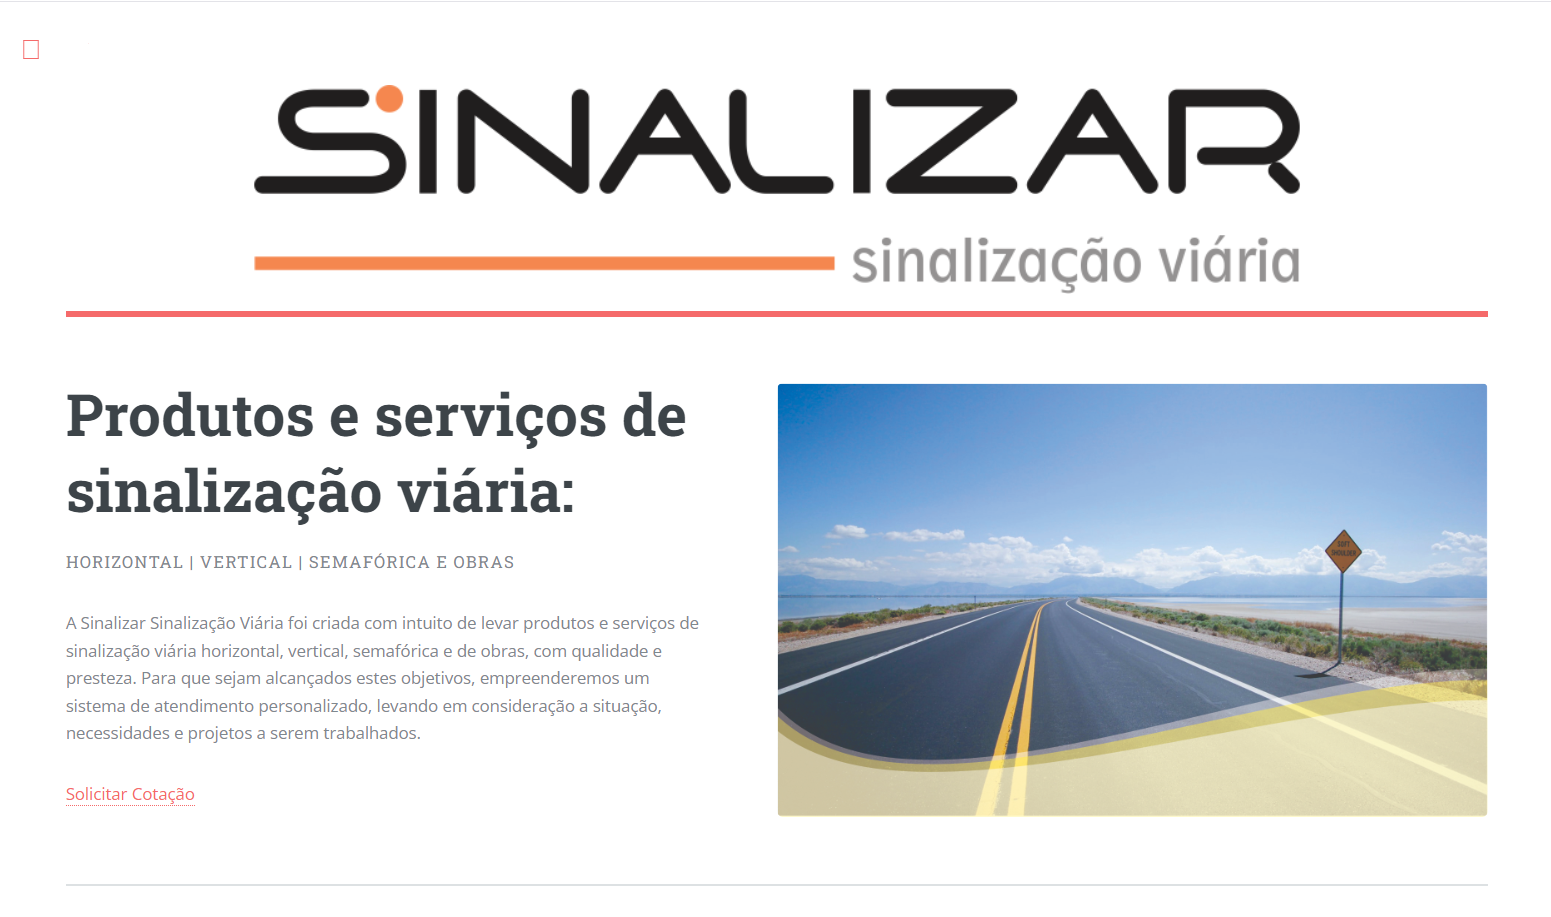 SINALIZAR
sinalização viária
Produtos e serviços de
sinalização viária:
HORIZONTAL | VERTICAL | SEMAFÓRICA E OBRAS
A Sinalizar Sinalização Viária foi criada com intuito de levar produtos e serviços de
sinalização viária horizontal, vertical, semafórica e de obras, com qualidade e
presteza. Para que sejam alcançados estes objetivos, empreenderemos um
sistema de atendimento personalizado, levando em consideração a situação,
necessidades e projetos a serem trabalhados.
Solicitar Cotação
SOFT
SHOULDER